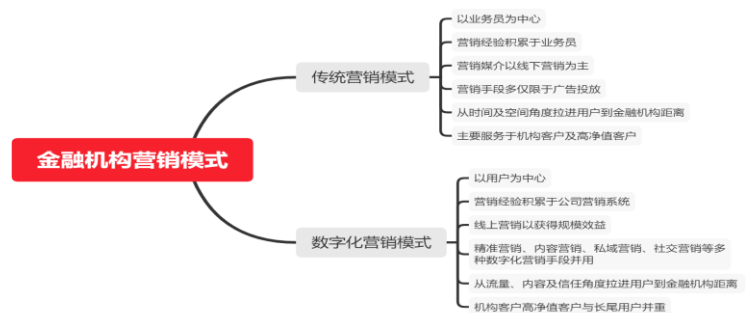 金融机构营销模式
传统营销模式
以业务员为中心
营销经验积累于业务员
营销媒介以线下营销为主
营销手段多仅限于广告投放
从时间及空间角度拉进用户到金融机构距离
主要服务于机构客户及高净值客户
数字化营销模式
以用户为中心
营销经验积累于公司营销系统
线上营销以获得规模效益
精准营销、内容营销、私域营销、社交营销等多
种数字化营销手段并用
从流量、内容及信任角度拉进用户到金融机构距离
机构客户高净值客户与长尾用户并重